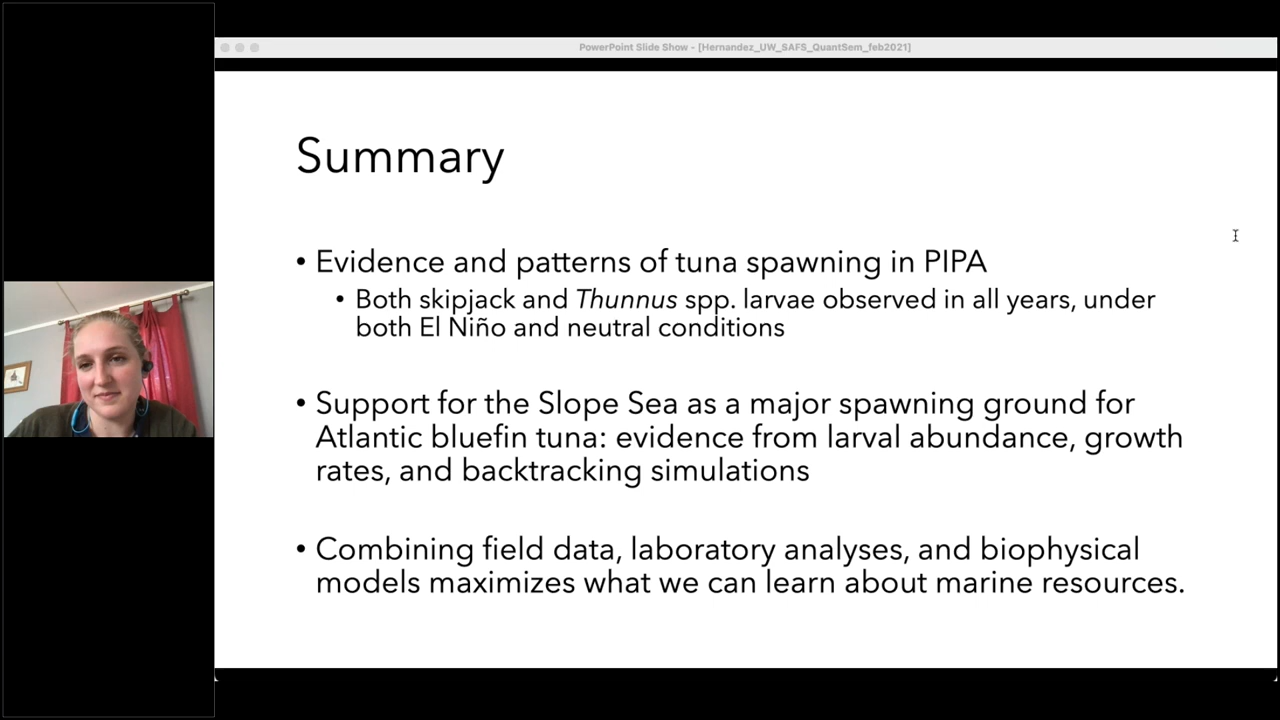 PowerPoint Slide Show - [Hernandez_UW_SAFS_QuantSem_feb2021]
Summary
• Evidence and patterns of tuna spawning in PIPA
• Both skipjack and Thunnus spp. larvae observed in all years, under
both El Niño and neutral conditions
• Support for the Slope Sea as a major spawning ground for
Atlantic bluefin tuna: evidence from larval abundance, growth
rates, and backtracking simulations
• Combining field data, laboratory analyses, and biophysical
models maximizes what we can learn about marine resources.